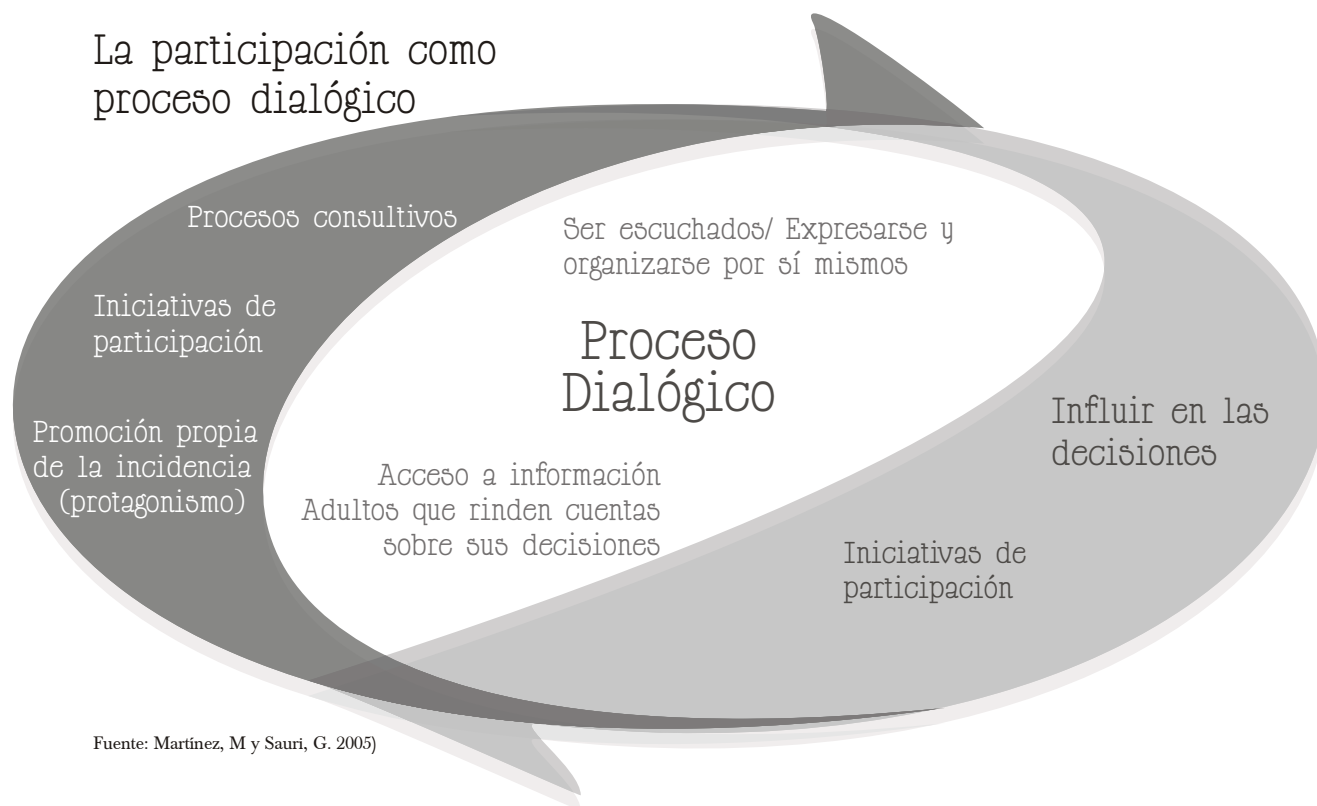 La participación como
proceso dialógico
Procesos consultivos
Iniciativas de
participación
Promoción propia
de la incidencia
(protagonismo)
Ser escuchados/ Expresarse y
organizarse por sí mismos
Proceso
Dialógico
Acceso a información
Adultos que rinden cuentas
sobre sus decisiones
Influir en las
decisiones
Iniciativas de
participación
Fuente: Martínez, M y Sauri, G. 2005)